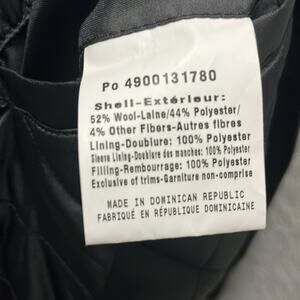 Po 4900131780
Shell-Extérieur:
52% Wool-Laine/44% Polyester/
4% Other Fibers-Autres fibres
Lining-Doublure: 100% Polyester
Sleeve Lining-Doublure des manches: 100% Polyester
Filling-Rembourrage: 100% Polyester
Exclusive of trims-Garniture non-comprise
MADE IN DOMINICAN REPUBLIC
FABRIQUÉ EN RÉPUBLIQUE DOMINICAINE